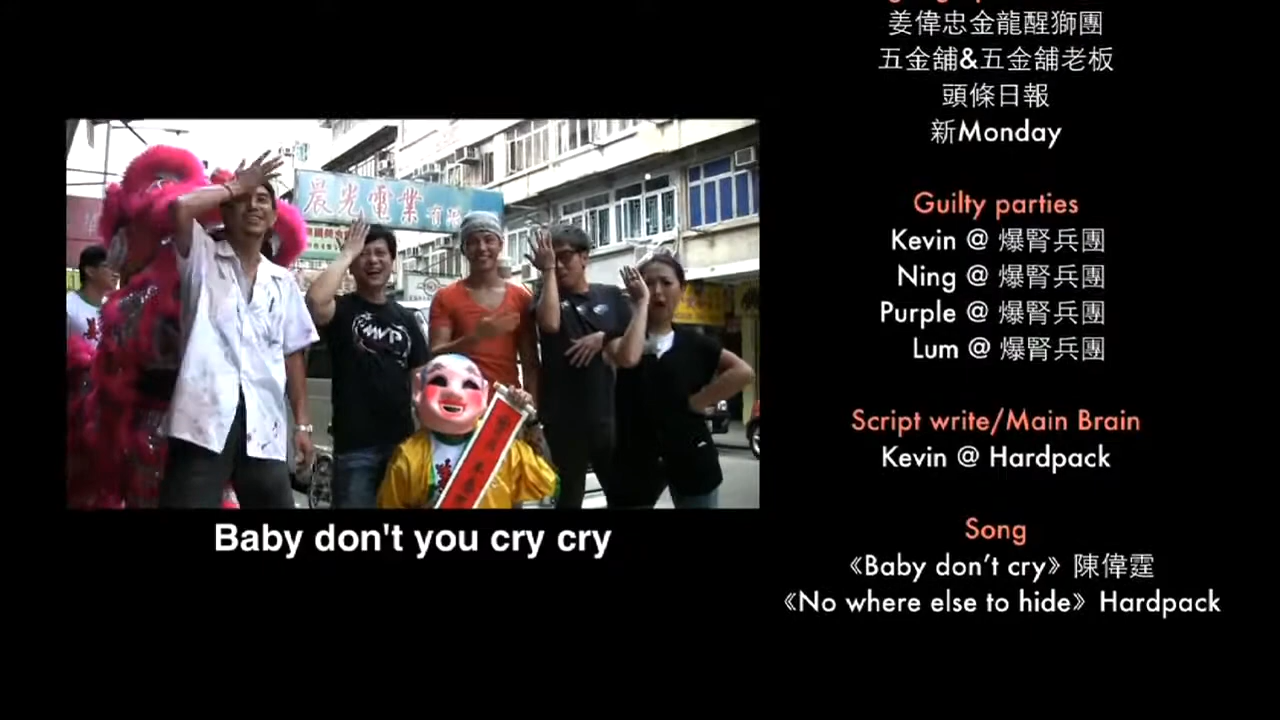 姜偉忠金龍醒獅團
五金舖&五金舖老板
頭條日報
新Monday
Guilty parties
Kevin @ 爆腎兵團
Ning @ 爆腎兵團
Purple @ 爆腎兵團
Lum @ 爆腎兵團
Script write/Main Brain
Kevin @ Hardpack
Song
《Baby don't cry》 陳偉霆
《No where else to hide》 Hardpack
晨光電業
MVP
Baby don't you cry cry